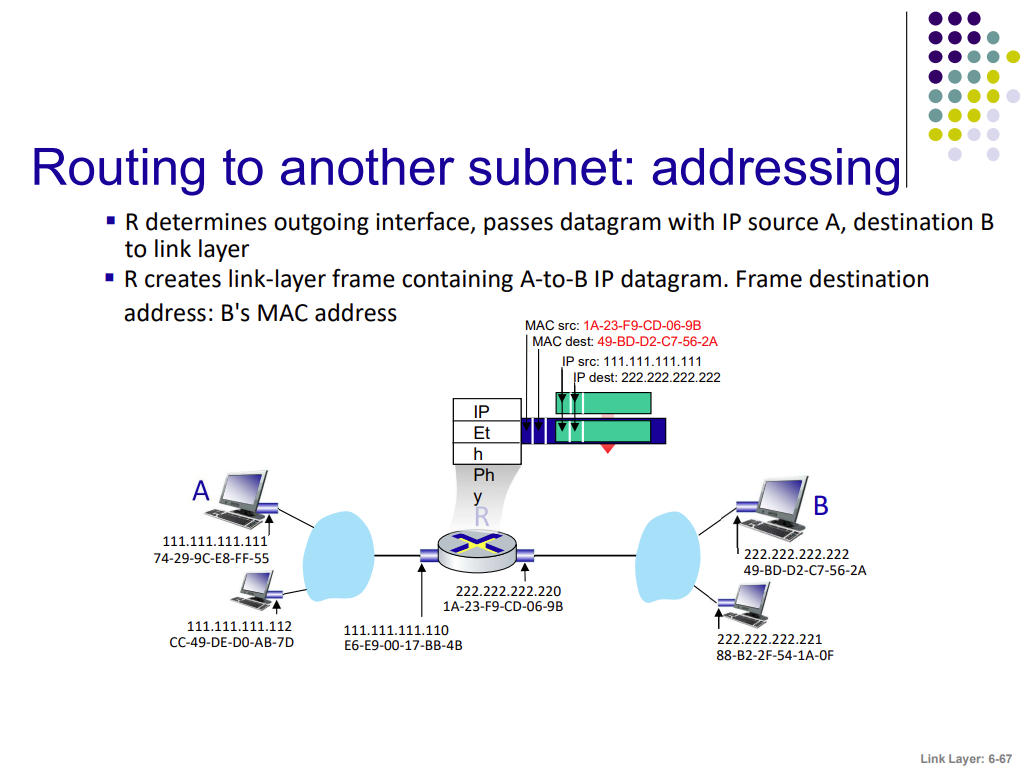 Routing to another subnet: addressing
▪ R determines outgoing interface, passes datagram with IP source A, destination B
to link layer
▪ R creates link-layer frame containing A-to-B IP datagram. Frame destination
address: B's MAC address
MAC src: 1A-23-F9-CD-06-9B
MAC dest: 49-BD-D2-C7-56-2A
IP src: 111.111.111.111
IP dest: 222.222.222.222
IP
Et
h
Ph
y
R
A
111.111.111.111
74-29-9C-E8-FF-55
111.111.111.112
CC-49-DE-D0-AB-7D
111.111.111.110
E6-E9-00-17-BB-4B
222.222.222.220
1A-23-F9-CD-06-9B
B
222.222.222.222
49-BD-D2-C7-56-2A
222.222.222.221
88-B2-2F-54-1A-0F
Link Layer: 6-67